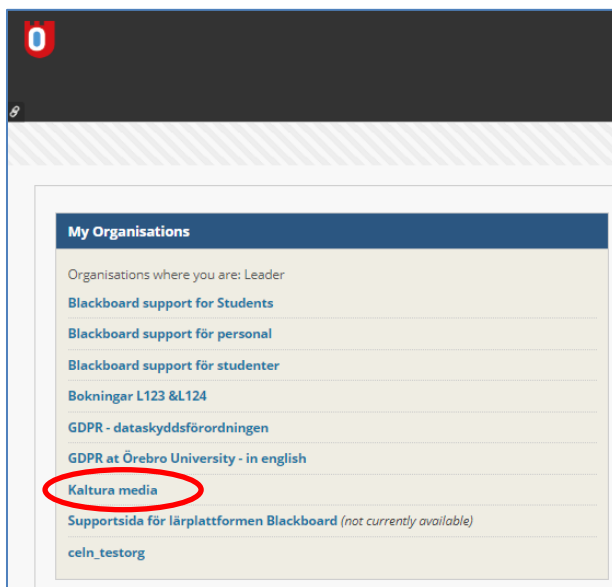 My Organisations
Organisations where you are: Leader
Blackboard support for Students
Blackboard support för personal
Blackboard support för studenter
Bokningar L123 &L124
GDPR - dataskyddsförordningen
GDPR at Örebro University - in english
Kaltura media
Supportsida för lärplattformen Blackboard (not currently available)
celn_testorg